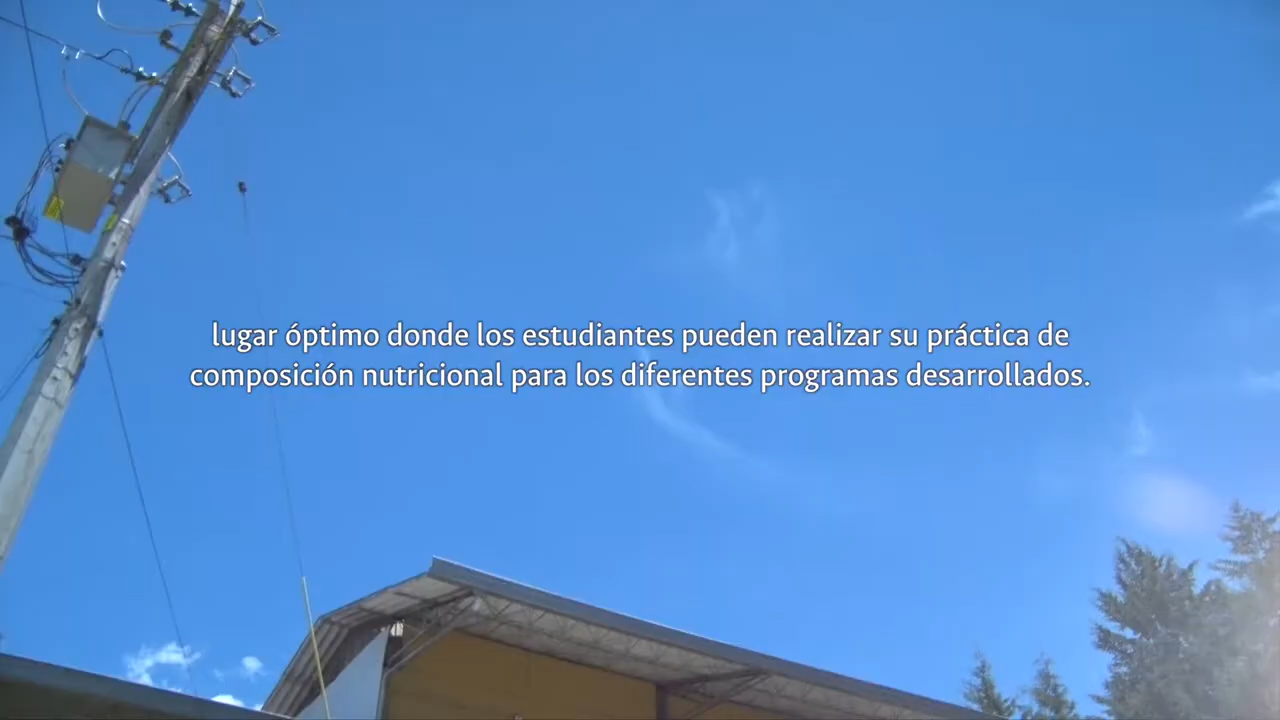 lugar óptimo donde los estudiantes pueden realizar su práctica de
composición nutricional para los diferentes programas desarrollados.